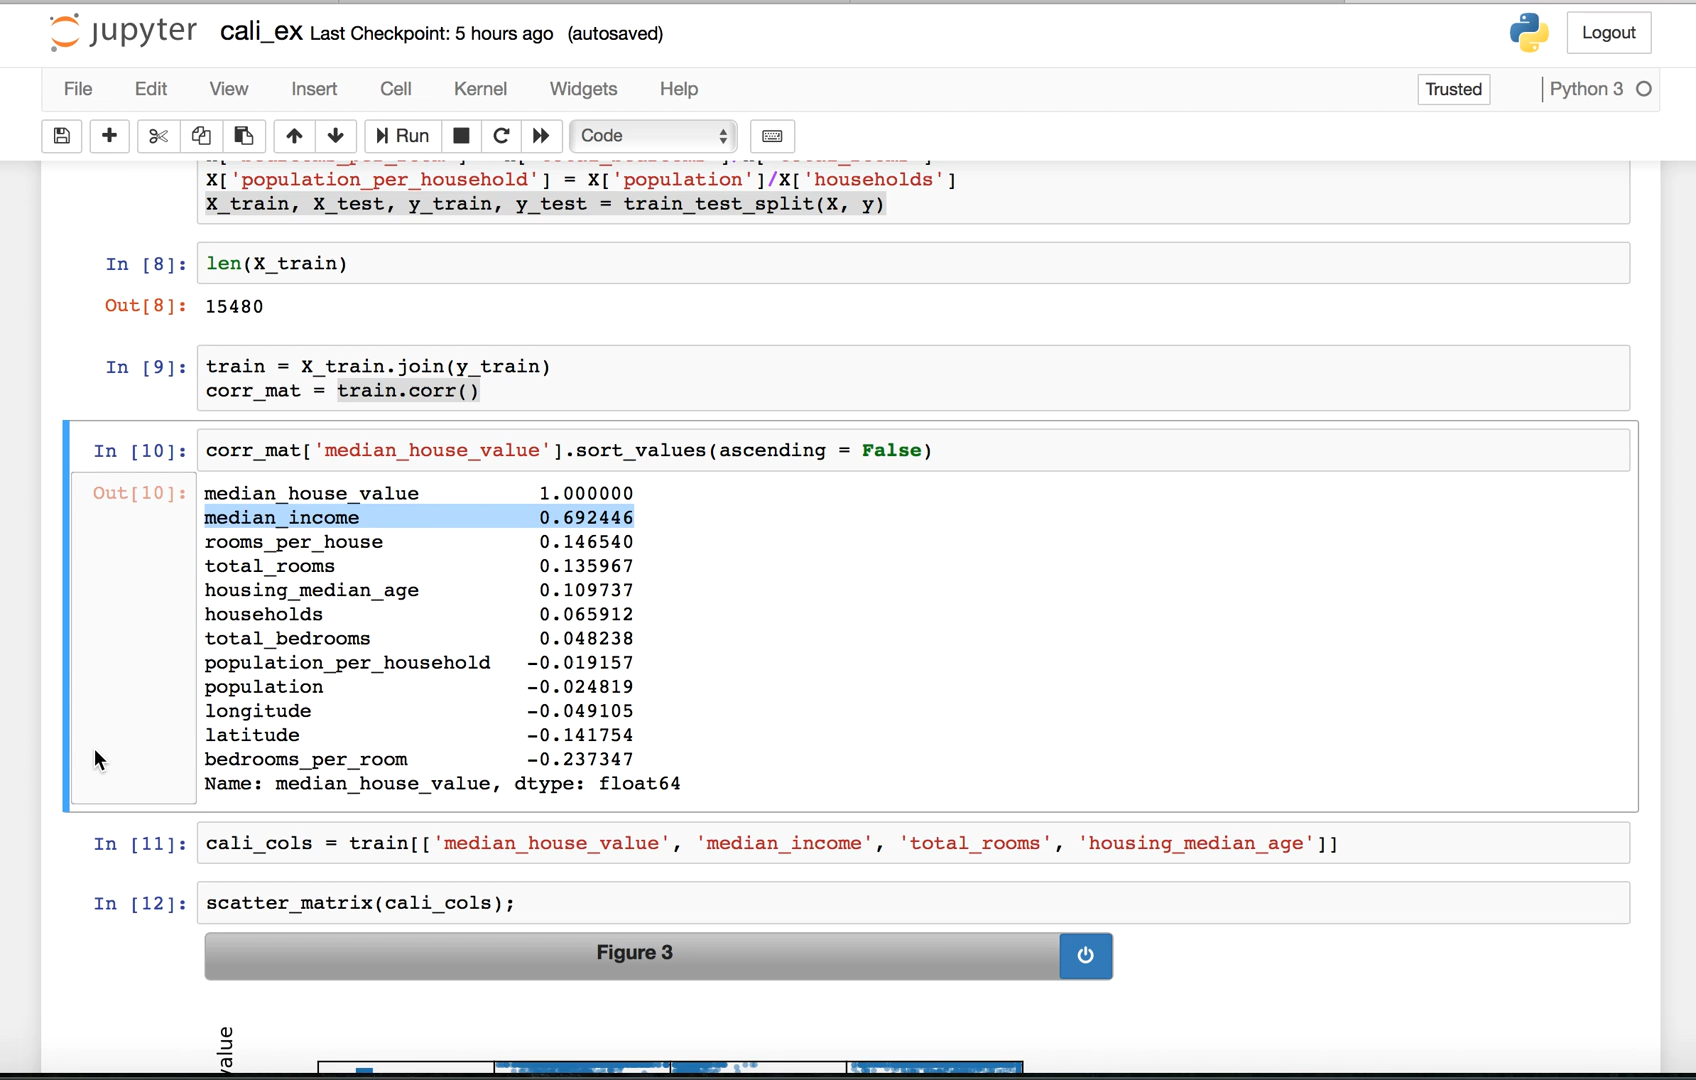 jupyter cali_ex Last Checkpoint: 5 hours ago (autosaved) Logout
File Edit View Insert Cell Kernel Widgets Help Trusted Python 3
Run Code
X['population_per_household'] = X['population']/X['households']
X_train, X_test, y_train, y_test = train_test_split(X, y)
In [8]: len(X_train)
Out[8]: 15480
In [9]: train = X_train.join(y_train)
corr_mat = train.corr()
In [10]: corr_mat['median_house_value'].sort_values(ascending = False)
Out[10]: median_house_value 1.000000
median_income 0.692446
rooms_per_house 0.146540
total_rooms 0.135967
housing_median_age 0.109737
households 0.065912
total_bedrooms 0.048238
population_per_household -0.019157
population -0.024819
longitude -0.049105
latitude -0.141754
bedrooms_per_room -0.237347
Name: median_house_value, dtype: float64
In [11]: cali_cols = train[['median_house_value', 'median_income', 'total_rooms', 'housing_median_age']]
In [12]: scatter_matrix(cali_cols);
Figure 3